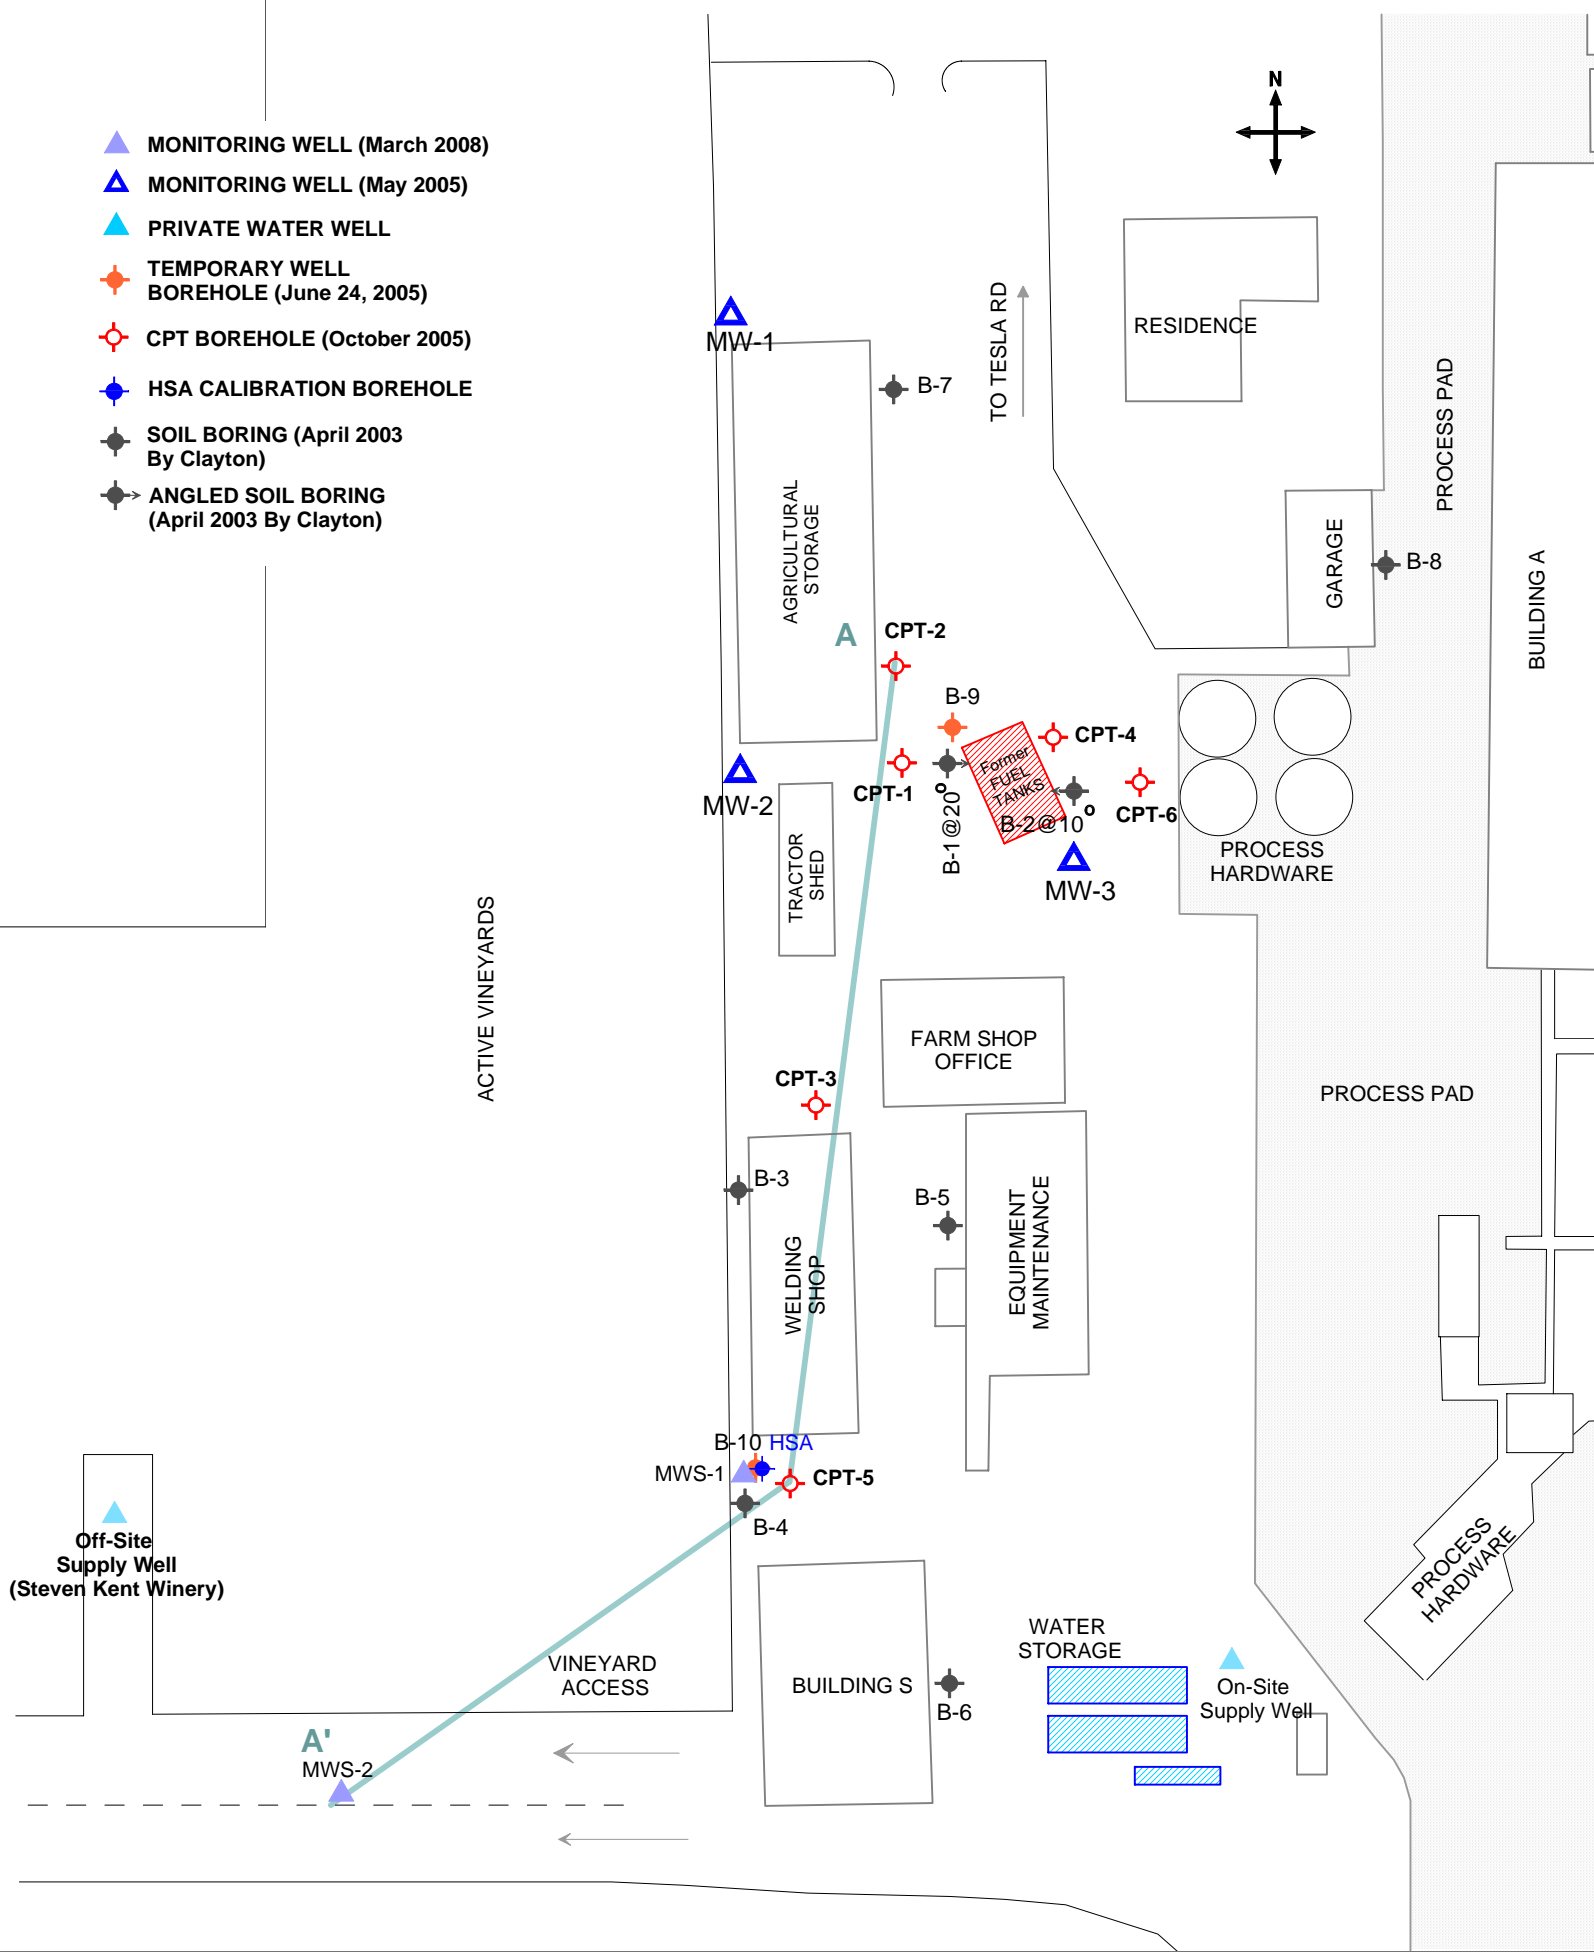 N
MONITORING WELL (March 2008)
MONITORING WELL (May 2005)
PRIVATE WATER WELL
TEMPORARY WELL
BOREHOLE (June 24, 2005)
CPT BOREHOLE (October 2005)
HSA CALIBRATION BOREHOLE
SOIL BORING (April 2003
By Clayton)
ANGLED SOIL BORING
(April 2003 By Clayton)
MW-1
B-7
TO TESLA RD
RESIDENCE
PROCESS PAD
AGRICULTURAL
STORAGE
GARAGE
B-8
BUILDING A
A
CPT-2
B-9
CPT-4
Former
FUEL
TANKS
CPT-1
B-1@20°
B-2@10°
CPT-6
MW-2
MW-3
TRACTOR
SHED
PROCESS
HARDWARE
ACTIVE VINEYARDS
FARM SHOP
OFFICE
CPT-3
PROCESS PAD
B-3
B-5
WELDING
SHOP
EQUIPMENT
MAINTENANCE
B-10
HSA
MWS-1
CPT-5
B-4
Off-Site
Supply Well
(Steven Kent Winery)
PROCESS
HARDWARE
VINEYARD
ACCESS
BUILDING S
B-6
WATER
STORAGE
On-Site
Supply Well
A'
MWS-2